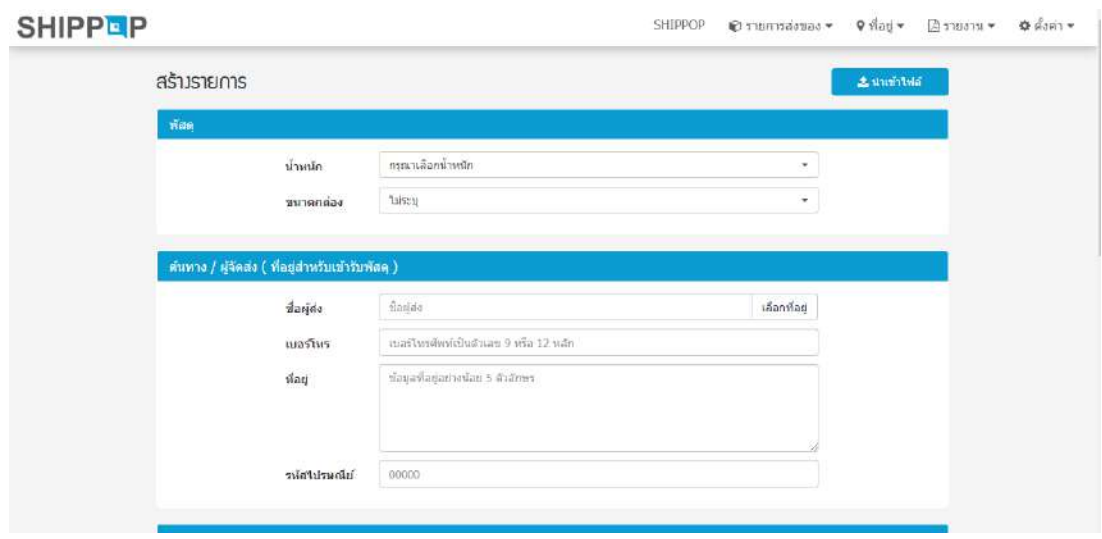 SHIPPOP
SHIPPOP รายการส่งของ ที่อยู่ รายงาน ตั้งค่า
สร้างรายการ
นำเข้าไฟล์
พัสดุ
น้ำหนัก กรุณาเลือกน้ำหนัก
ขนาดกล่อง ไม่ระบุ
ต้นทาง / ผู้จัดส่ง ( ที่อยู่สำหรับเข้ารับพัสดุ )
ชื่อผู้ส่ง ชื่อผู้ส่ง เลือกที่อยู่
เบอร์โทร เบอร์โทรศัพท์เป็นตัวเลข 9 หรือ 12 หลัก
ที่อยู่ ข้อมูลที่อยู่อย่างน้อย 5 ตัวอักษร
รหัสไปรษณีย์ 00000